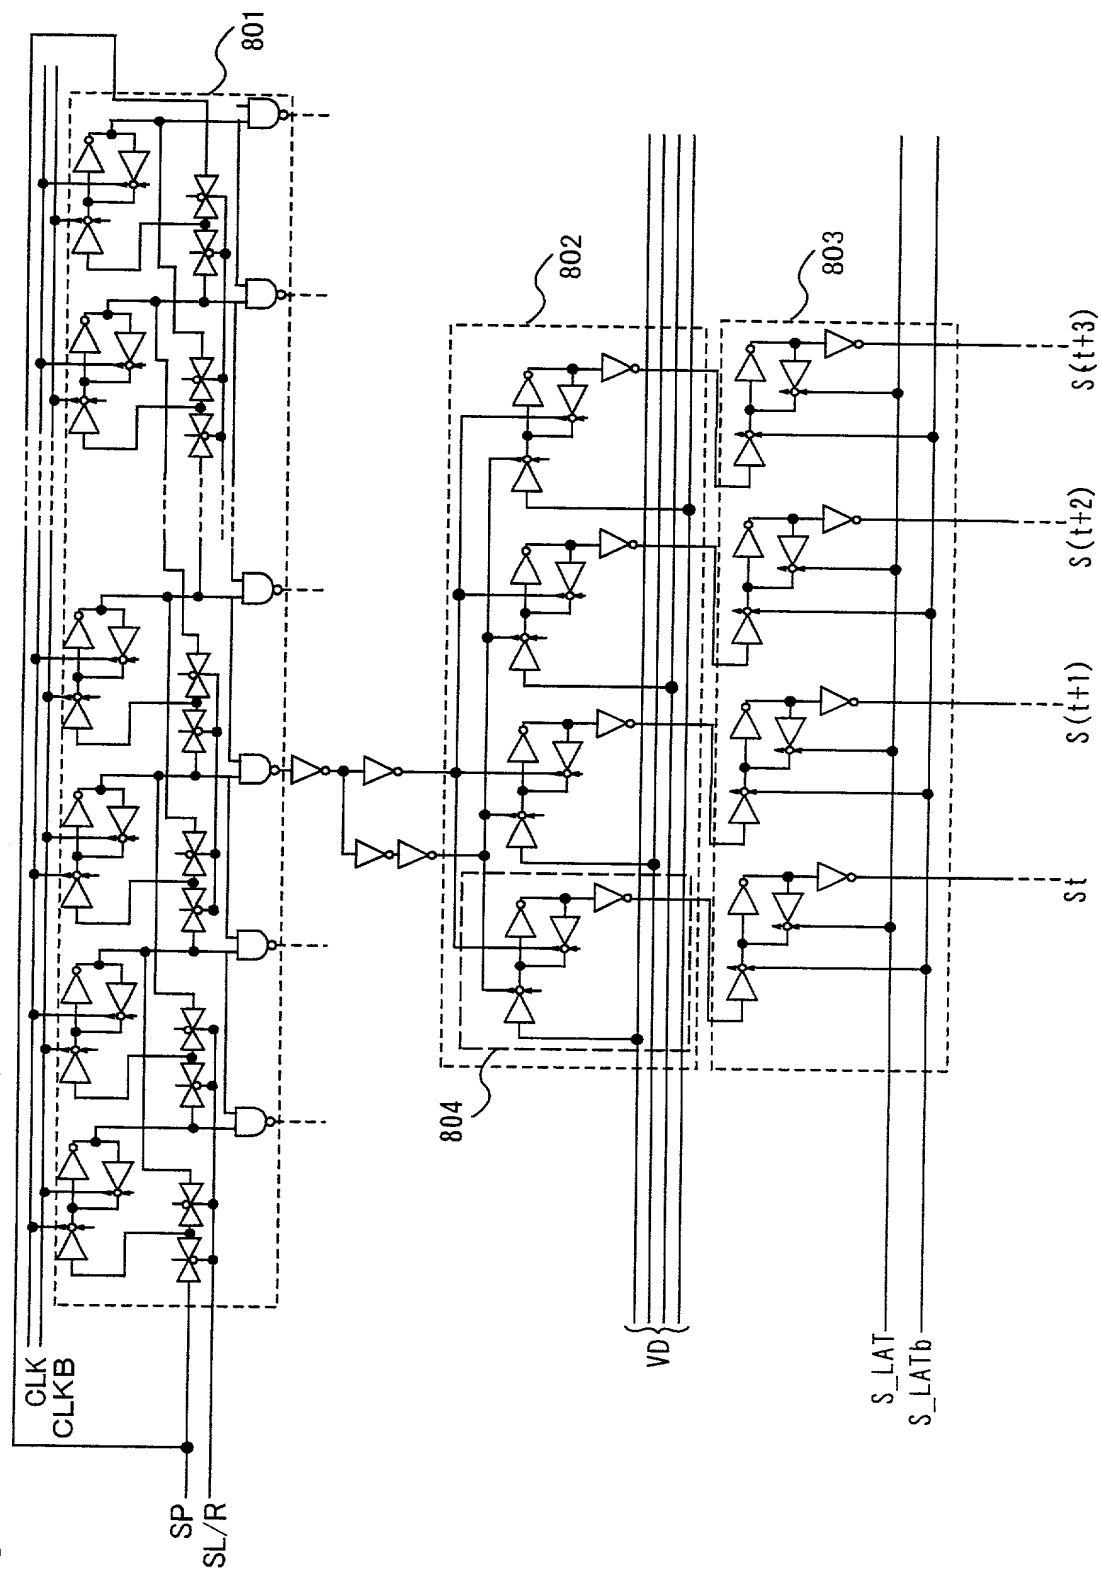 801
CLK
CLKB
SP
SL/R
802
804
VD
803
S_LAT
S_LATb
St
S(t+1)
S(t+2)
S(t+3)